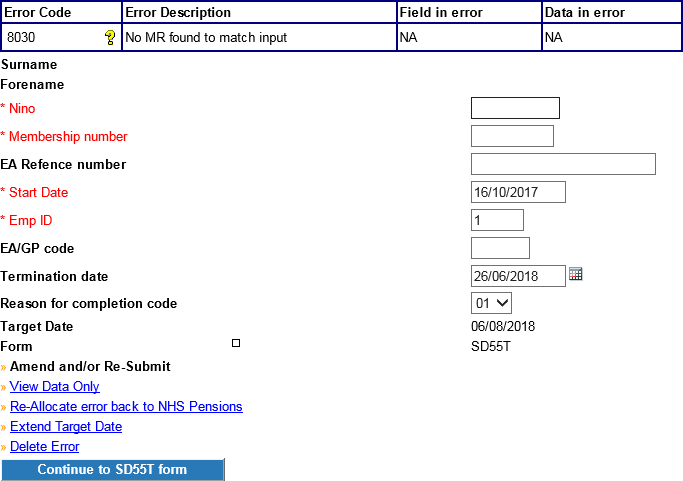 Error Code Error Description Field in error Data in error
8030 ? No MR found to match input NA NA
Surname
Forename
* Nino
* Membership number
EA Refence number
* Start Date 16/10/2017
* Emp ID 1
EA/GP code
Termination date 26/06/2018
Reason for completion code 01
Target Date 06/08/2018
Form SD55T
» Amend and/or Re-Submit
» View Data Only
» Re-Allocate error back to NHS Pensions
» Extend Target Date
» Delete Error
Continue to SD55T form